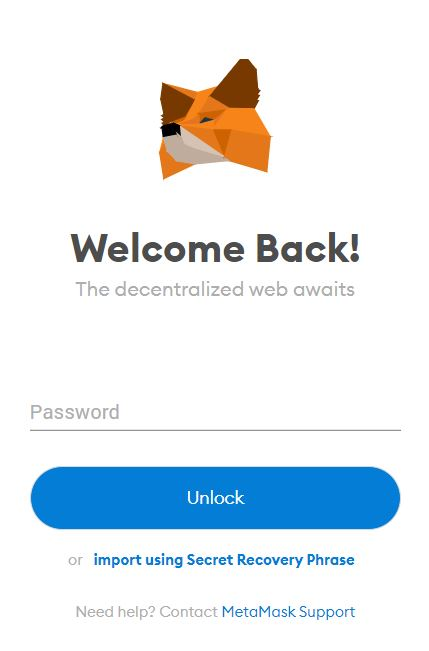 Welcome Back!
The decentralized web awaits
Password
Unlock
or import using Secret Recovery Phrase
Need help? Contact MetaMask Support